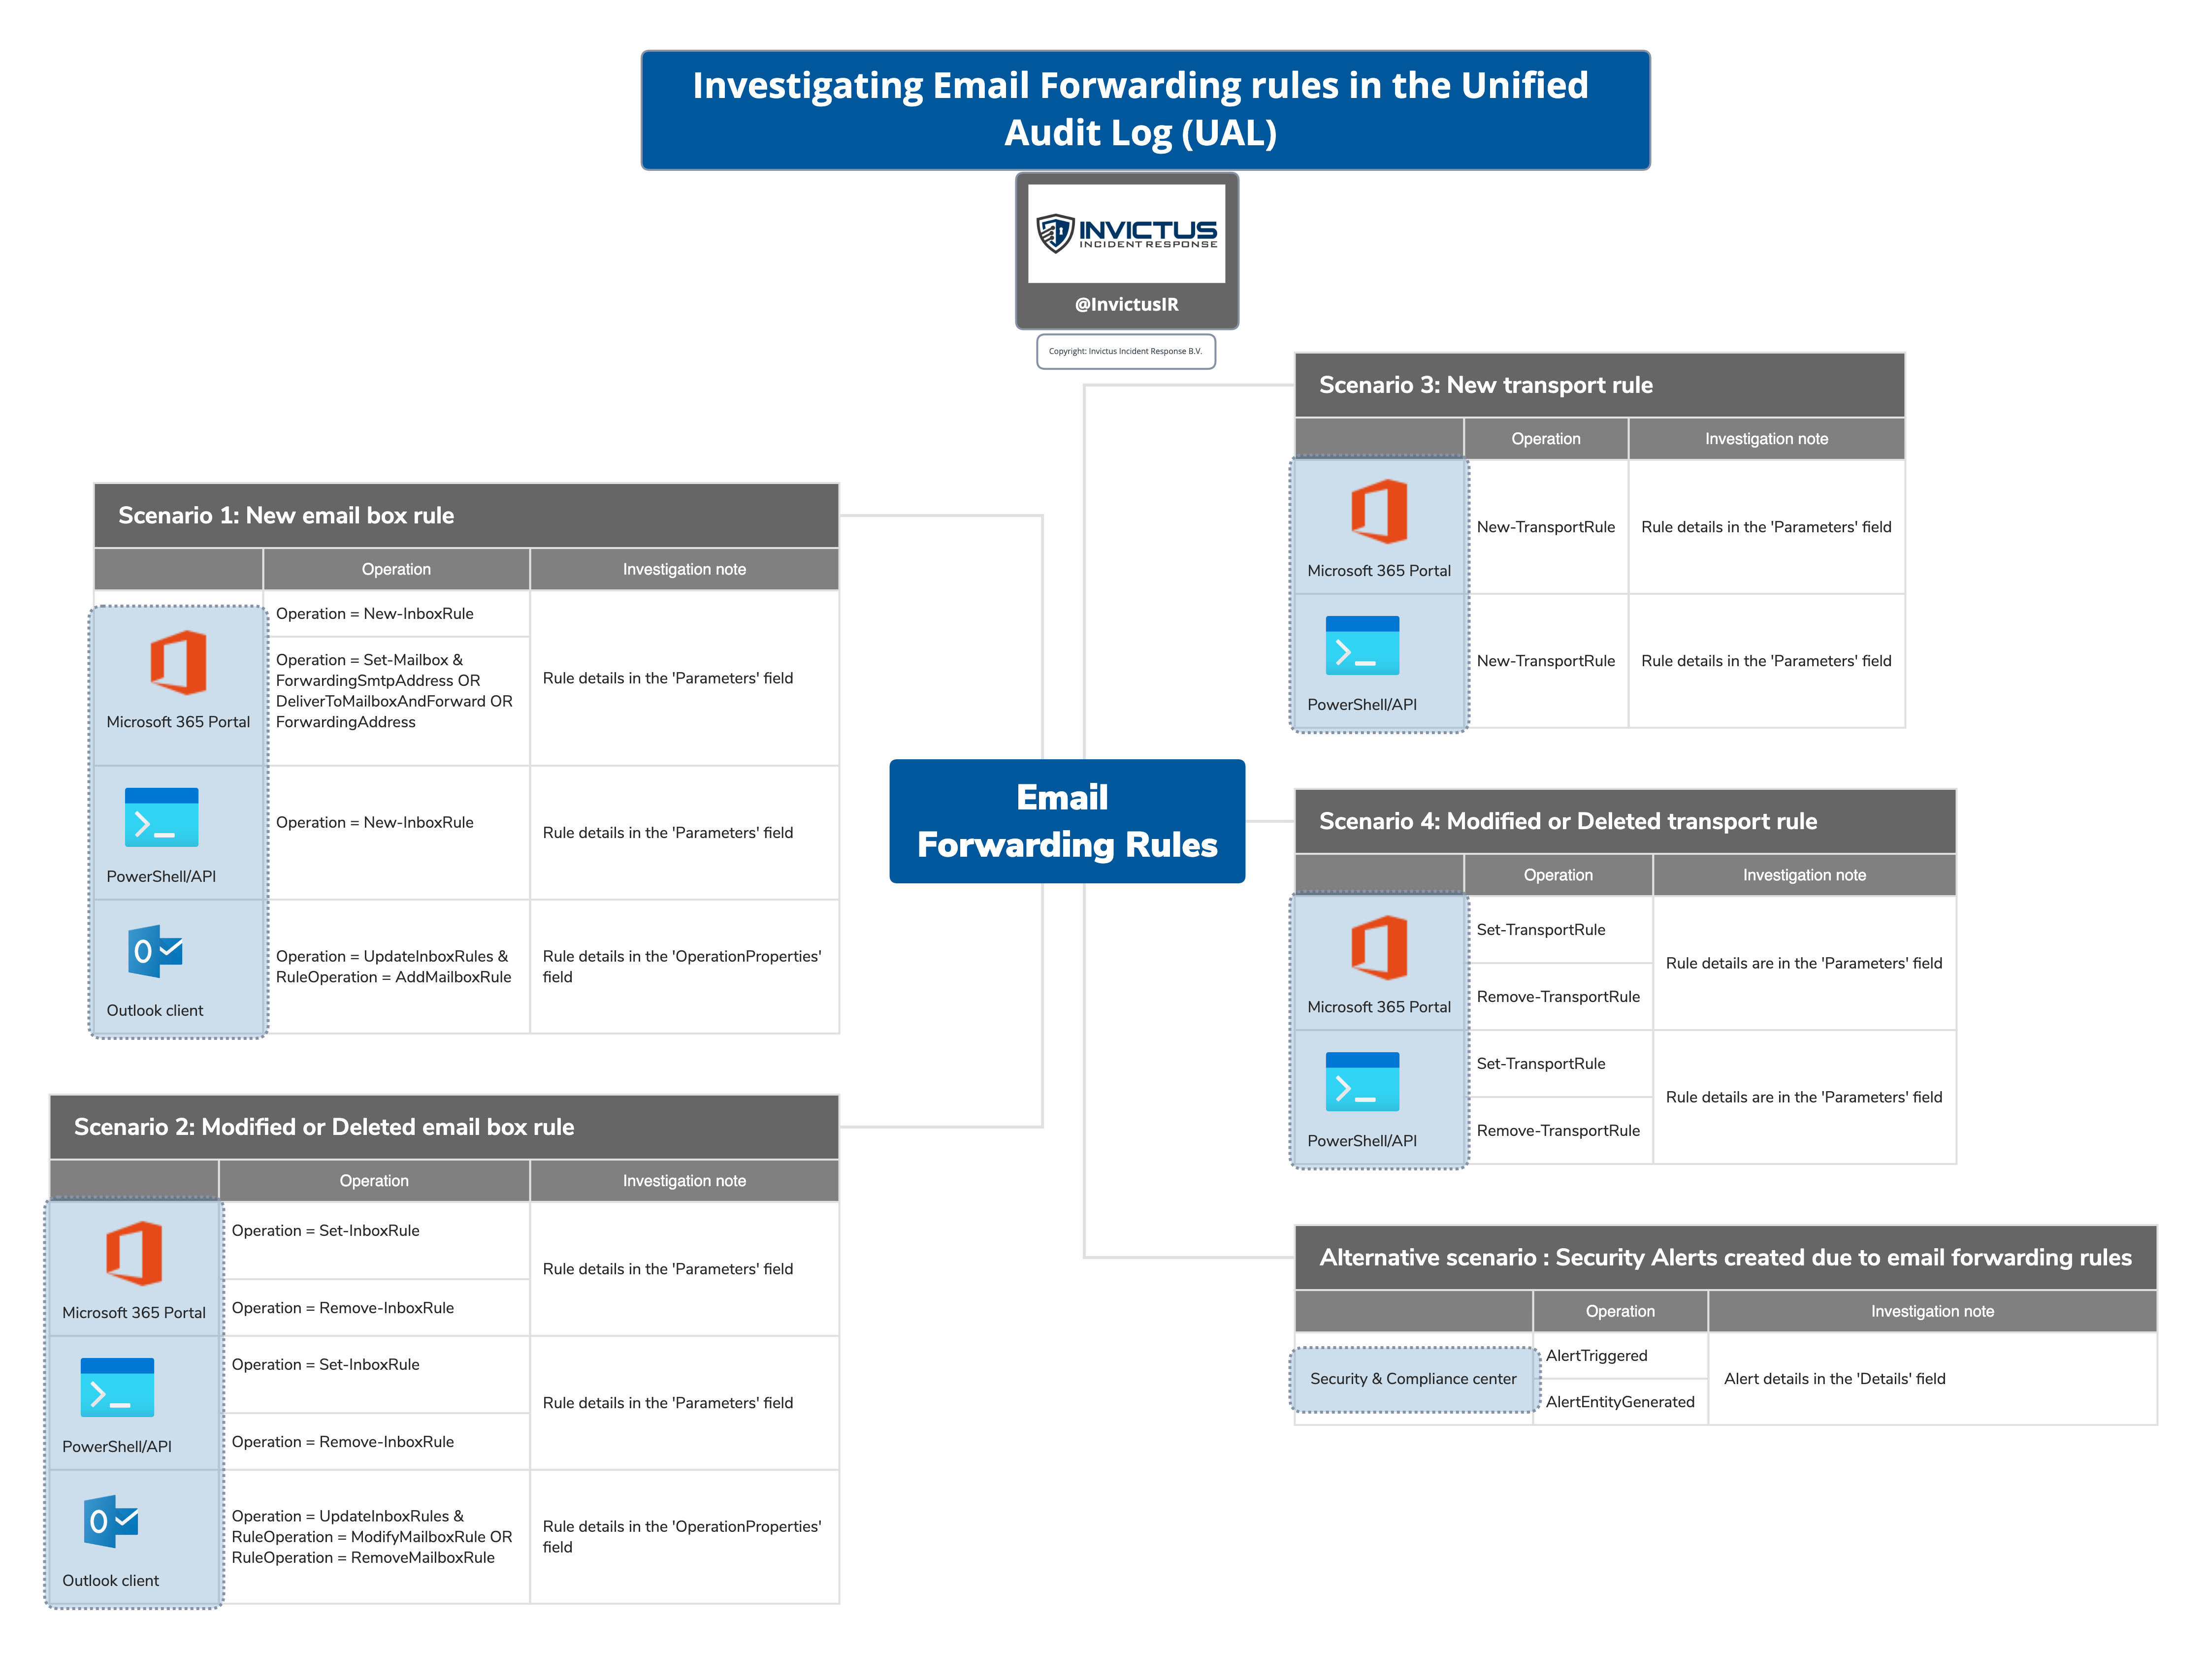 Investigating Email Forwarding rules in the Unified
Audit Log (UAL)
INVICTUS
INCIDENT RESPONSE
@InvictusIR
Copyright: Invictus Incident Response B.V.
Scenario 1: New email box rule
Operation
Investigation note
Microsoft 365 Portal
Operation = New-InboxRule
Operation = Set-Mailbox &
ForwardingSmtpAddress OR
DeliverToMailboxAndForward OR
ForwardingAddress
Rule details in the 'Parameters' field
PowerShell/API
Operation = New-InboxRule
Rule details in the 'Parameters' field
Outlook client
Operation = UpdateInboxRules &
RuleOperation = AddMailboxRule
Rule details in the 'OperationProperties'
field
Scenario 2: Modified or Deleted email box rule
Operation
Investigation note
Microsoft 365 Portal
Operation = Set-InboxRule
Operation = Remove-InboxRule
Rule details in the 'Parameters' field
PowerShell/API
Operation = Set-InboxRule
Operation = Remove-InboxRule
Rule details in the 'Parameters' field
Outlook client
Operation = UpdateInboxRules &
RuleOperation = ModifyMailboxRule OR
RuleOperation = RemoveMailboxRule
Rule details in the 'OperationProperties'
field
Email
Forwarding Rules
Scenario 3: New transport rule
Operation
Investigation note
Microsoft 365 Portal
New-TransportRule
Rule details in the 'Parameters' field
PowerShell/API
New-TransportRule
Rule details in the 'Parameters' field
Scenario 4: Modified or Deleted transport rule
Operation
Investigation note
Microsoft 365 Portal
Set-TransportRule
Remove-TransportRule
Rule details are in the 'Parameters' field
PowerShell/API
Set-TransportRule
Remove-TransportRule
Rule details are in the 'Parameters' field
Alternative scenario : Security Alerts created due to email forwarding rules
Operation
Investigation note
Security & Compliance center
AlertTriggered
AlertEntityGenerated
Alert details in the 'Details' field